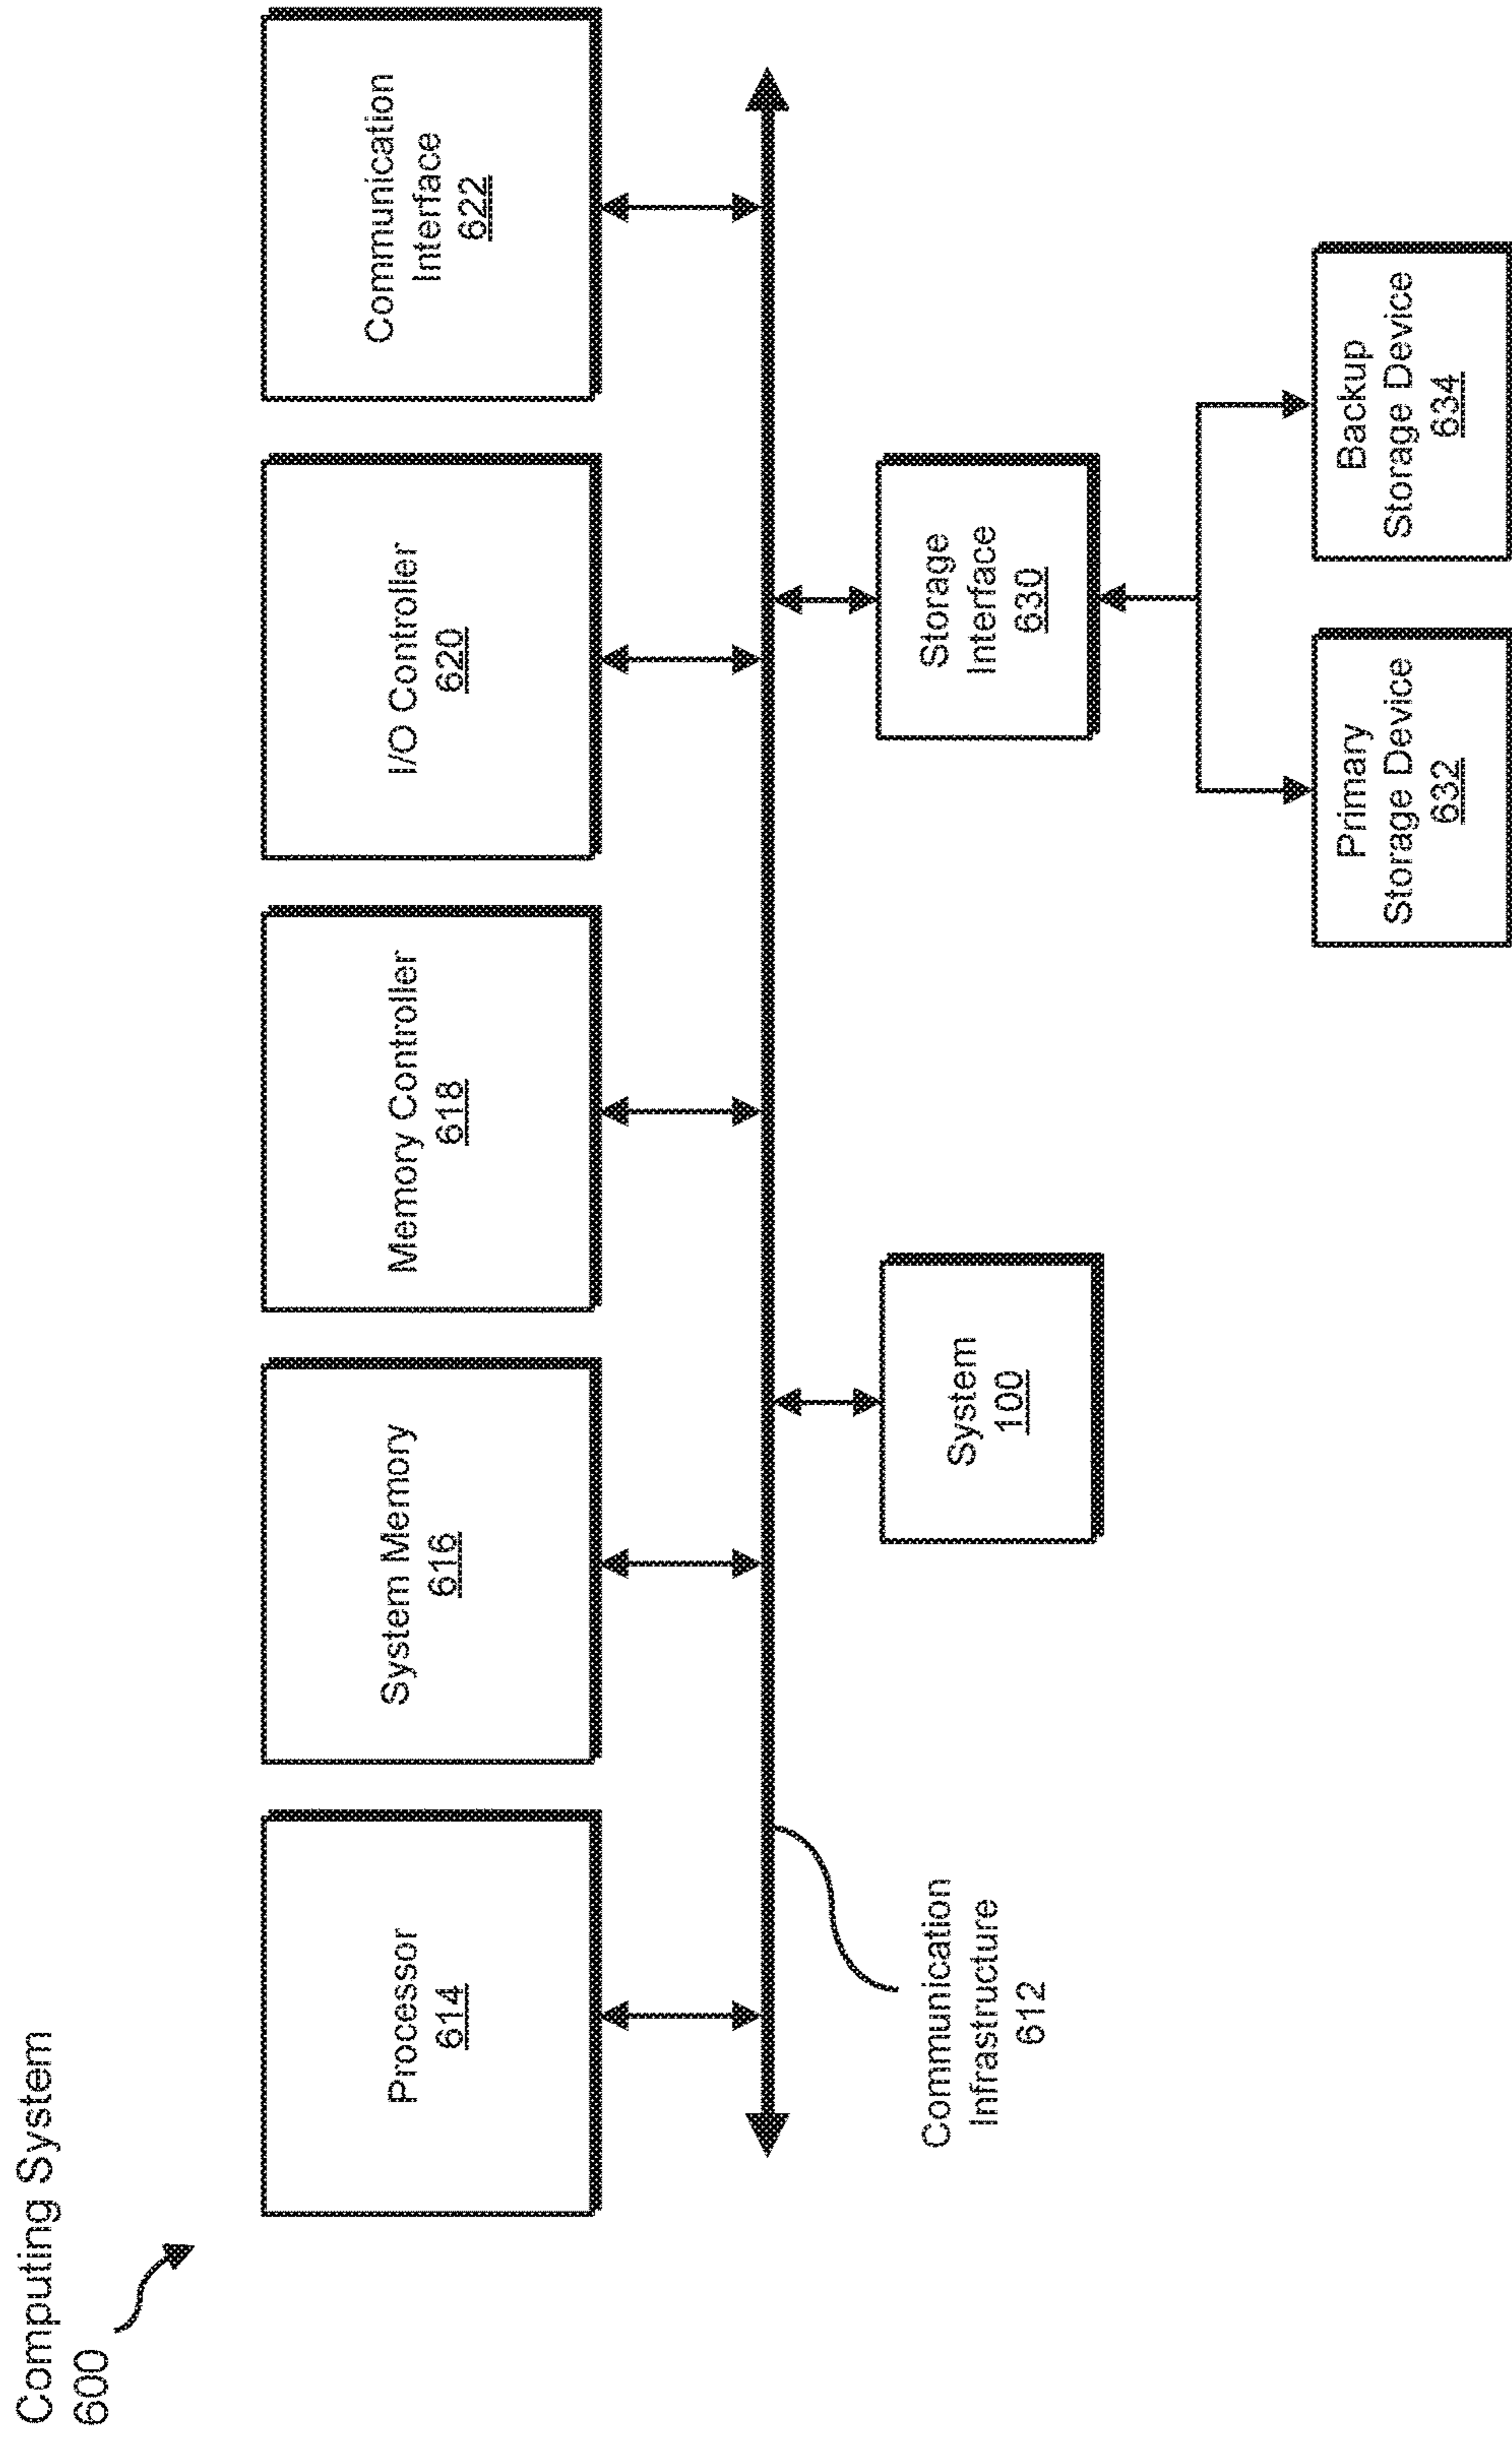 Computing System
600
Processor
614
System Memory
616
Memory Controller
618
I/O Controller
620
Communication
Interface
622
Communication
Infrastructure
612
System
100
Storage
Interface
630
Primary
Storage Device
632
Backup
Storage Device
634